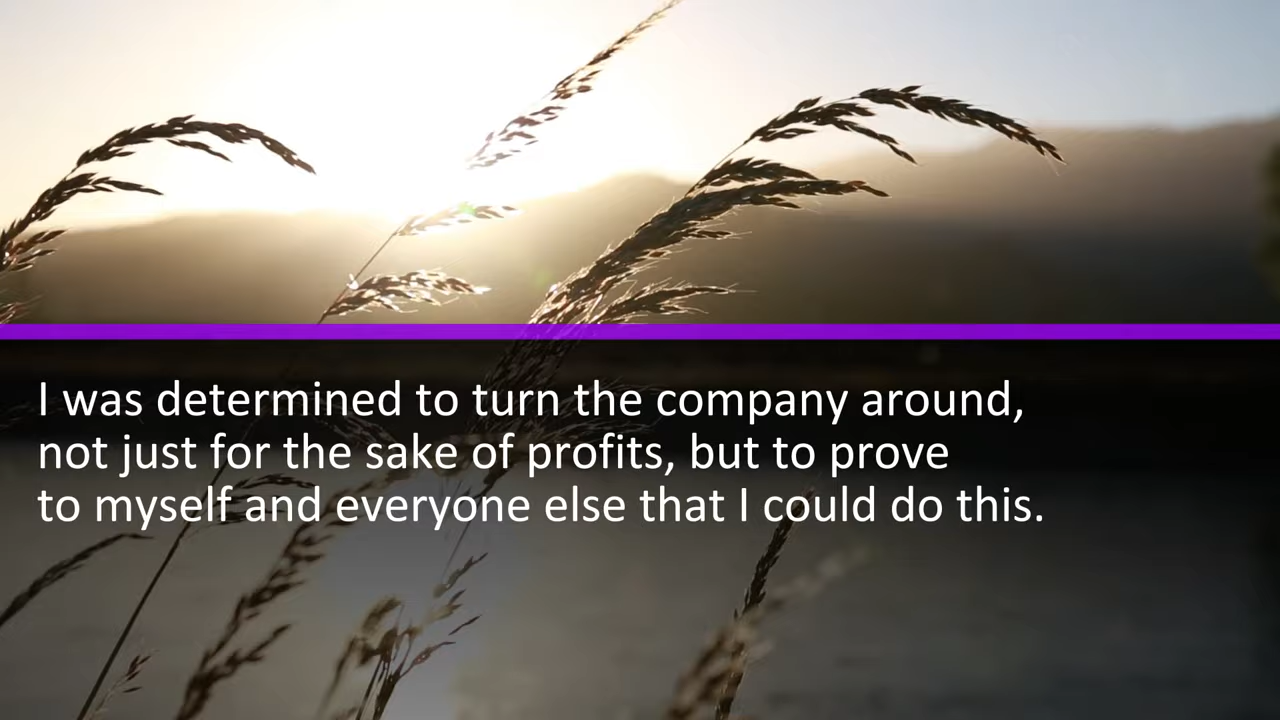 I was determined to turn the company around,
not just for the sake of profits, but to prove
to myself and everyone else that I could do this.